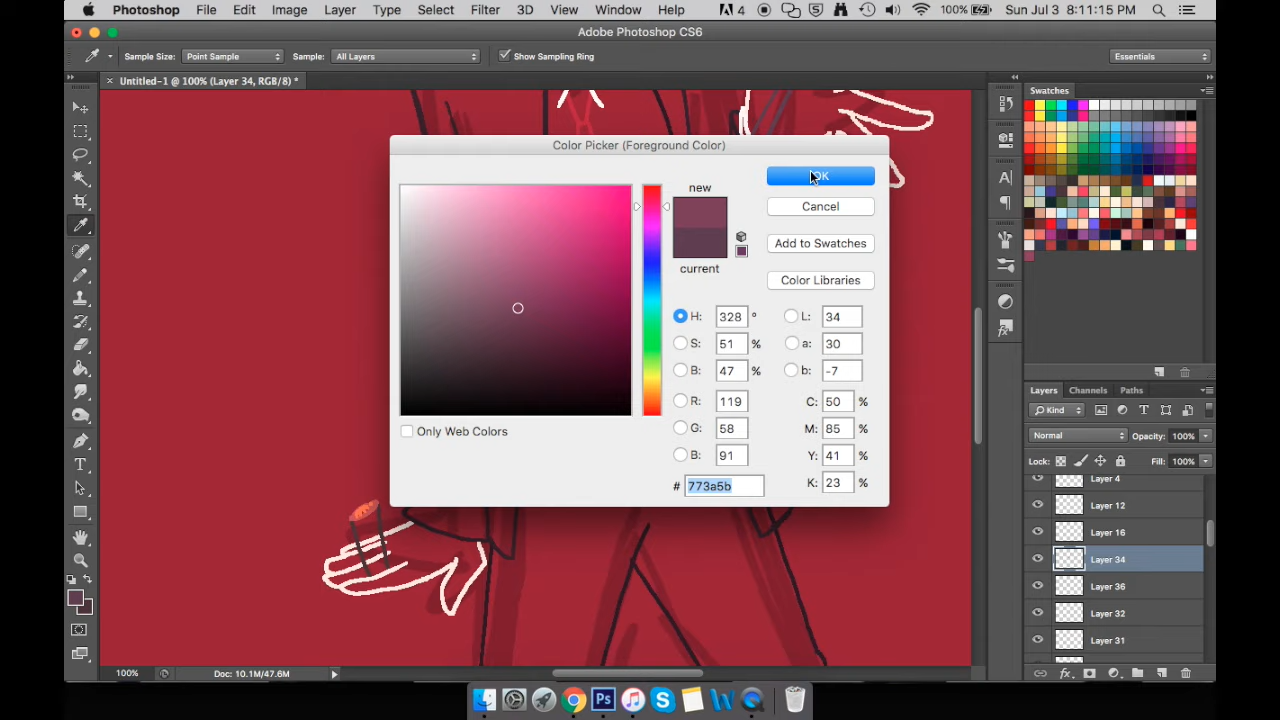 Photoshop File Edit Image Layer Type Select Filter 3D View Window Help 4 5 100% Sun Jul 3 8:11:15 PM
Adobe Photoshop CS6
Sample Size: Point Sample Sample: All Layers Show Sampling Ring Essentials
× Untitled-1 @ 100% (Layer 34, RGB/8) *
Swatches
Color Picker (Foreground Color)
new
current
OK
Cancel
Add to Swatches
Color Libraries
H: 328 ° L: 34
S: 51 % a: 30
B: 47 % b: -7
R: 119 C: 50 %
G: 58 M: 85 %
B: 91 Y: 41 %
# 773a5b K: 23 %
Only Web Colors
Layers Channels Paths
Kind
Normal Opacity: 100%
Lock: Fill: 100%
Layer 4
Layer 12
Layer 16
Layer 34
Layer 36
Layer 32
Layer 31
100% Doc: 10.1M/47.6M
Ps